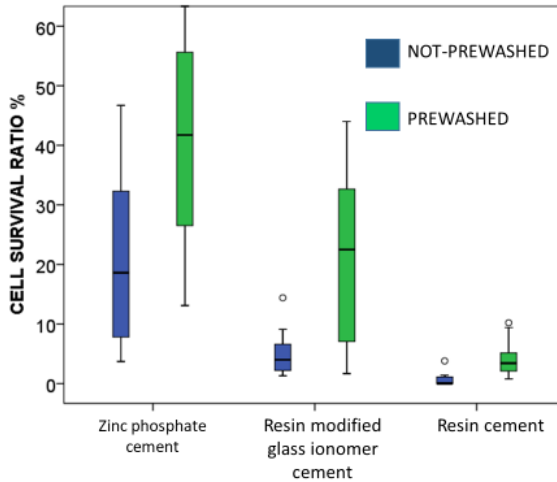 60
50
40
30
20
10
0
CELL SURVIVAL RATIO %
NOT-PREWASHED
PREWASHED
Zinc phosphate
cement
Resin modified
glass ionomer
cement
Resin cement